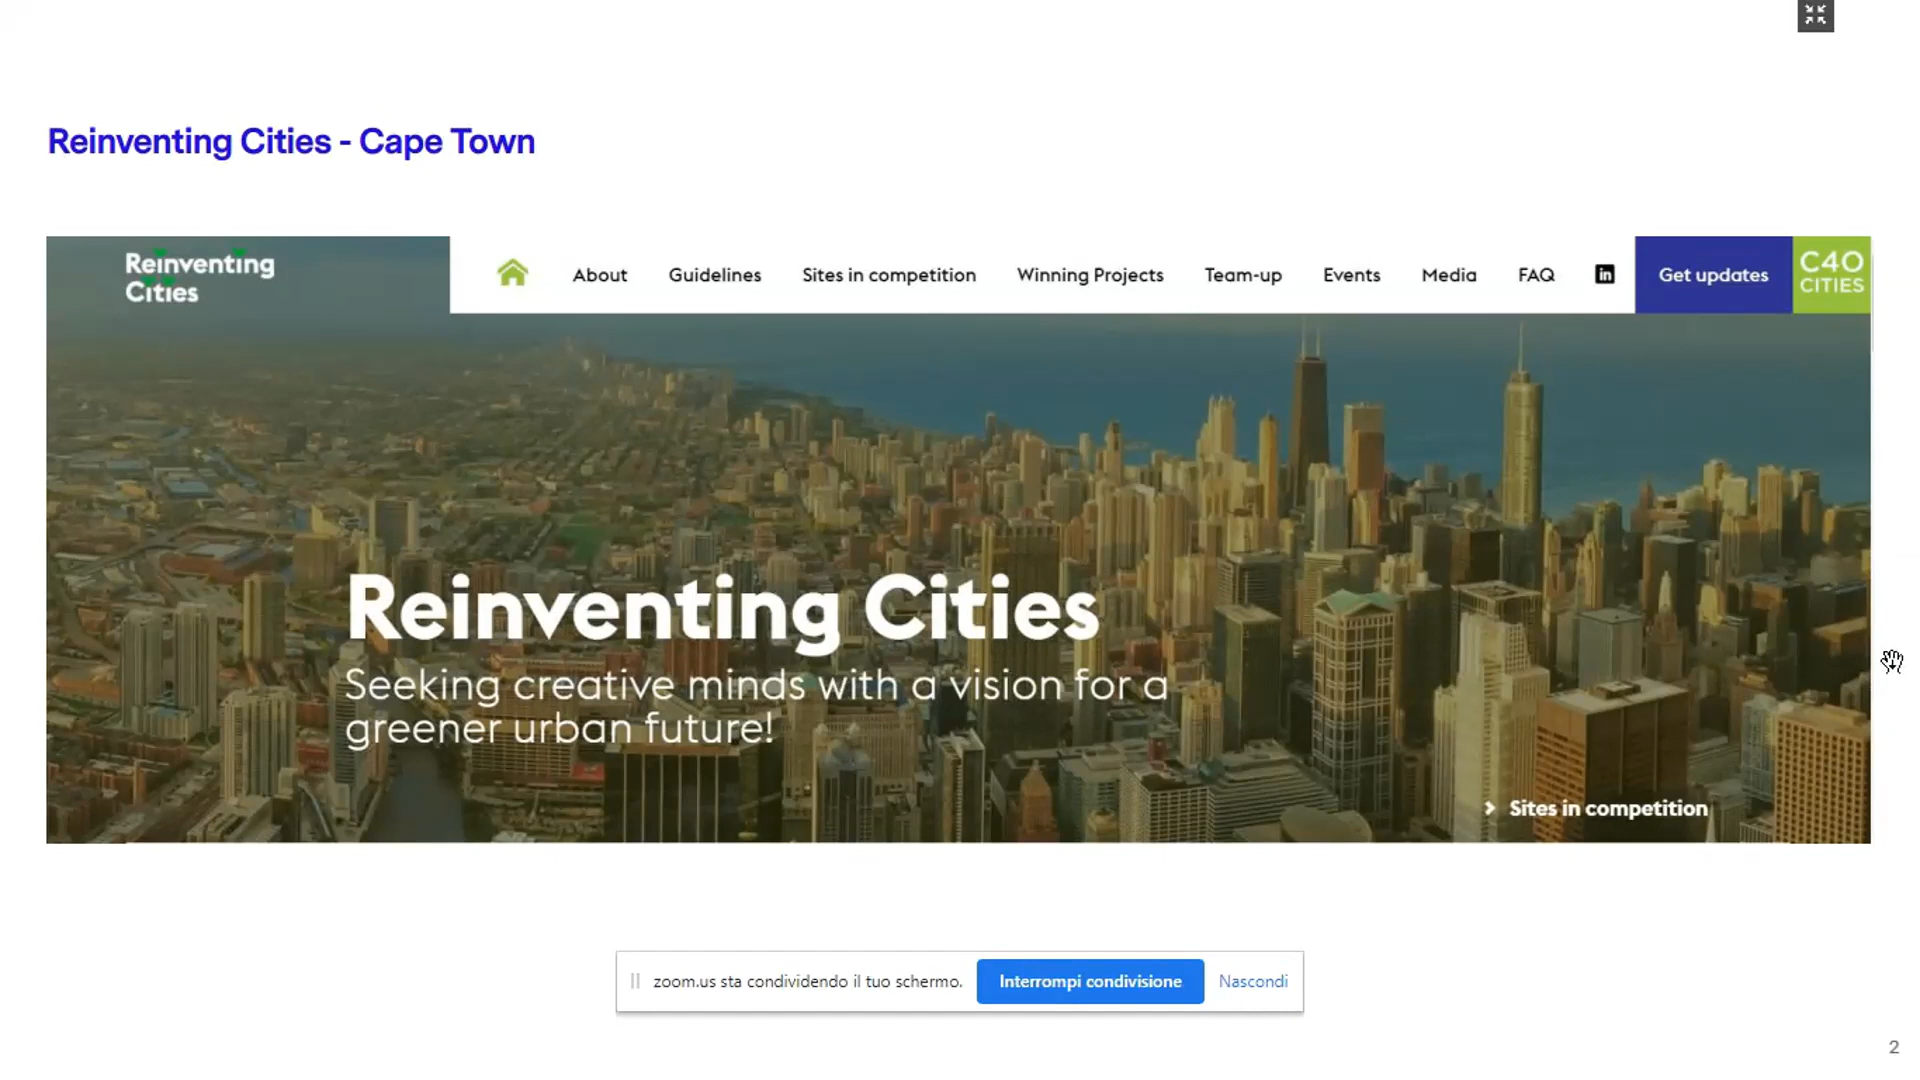 Reinventing Cities - Cape Town
Reinventing
Cities
About Guidelines Sites in competition Winning Projects Team-up Events Media FAQ in Get updates
C40
CITIES
Reinventing Cities
Seeking creative minds with a vision for a
greener urban future!
Sites in competition
zoom.us sta condividendo il tuo schermo. Interrompi condivisione Nascondi
2